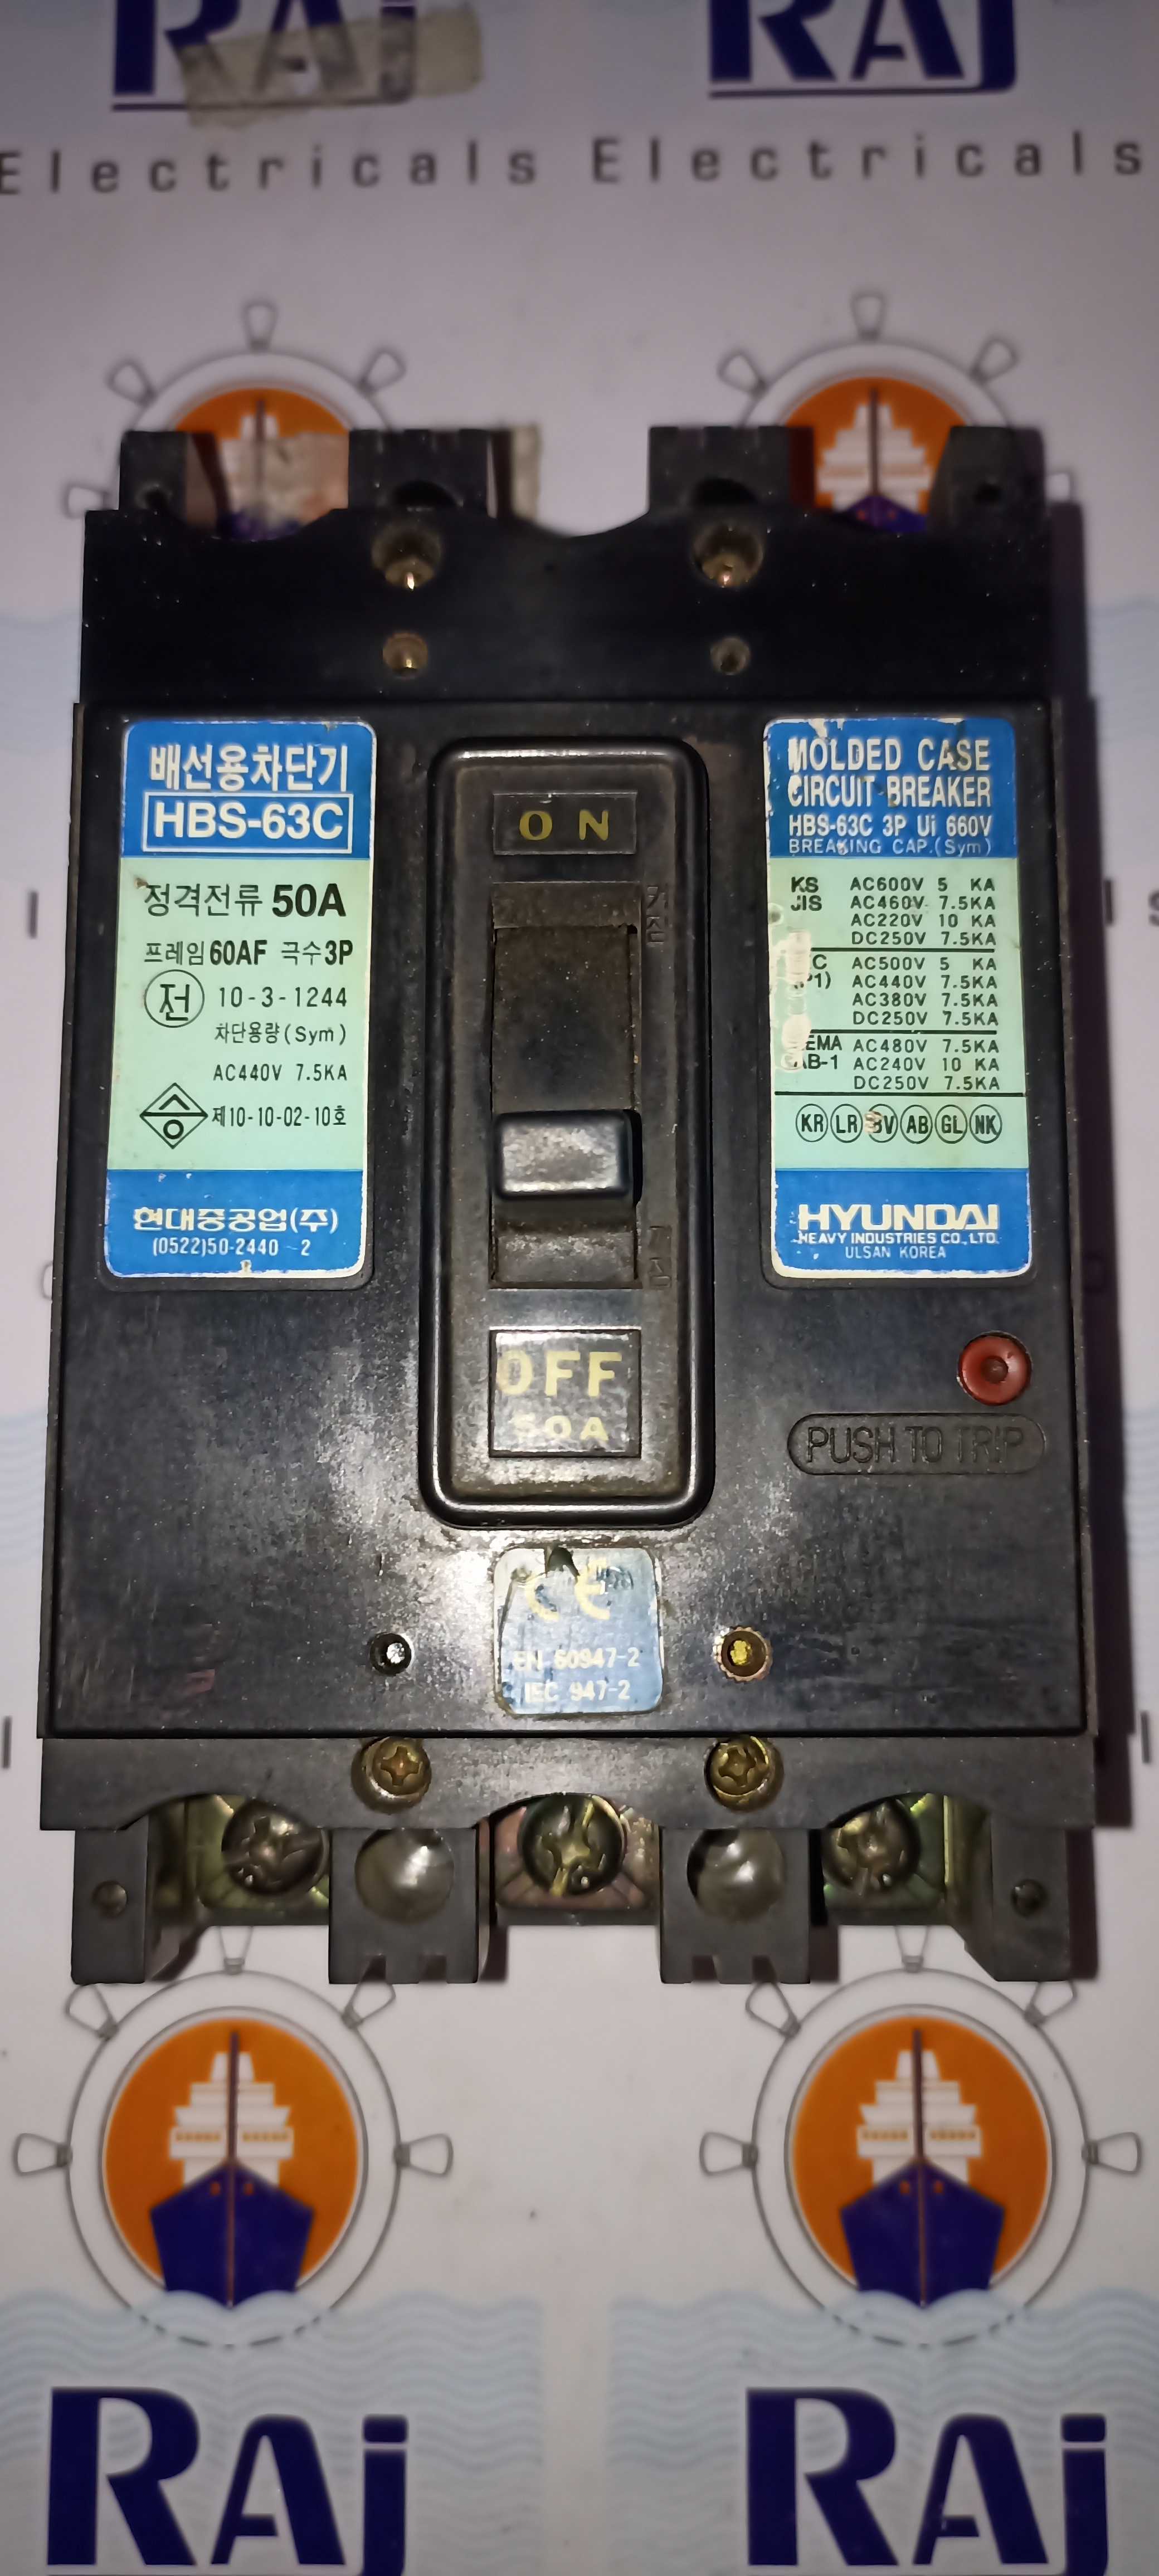 RAj RAj
Electricals Electricals
배선용차단기
HBS-63C
정격전류 50A
프레임 60AF 극수 3P
전 10-3-1244
차단용량(Sym)
AC440V 7.5KA
제10-10-02-10호
현대중공업(주)
(0522)50-2440~2
ON
OFF
50A
MOLDED CASE
CIRCUIT BREAKER
HBS-63C 3P Ui 660V
BREAKING CAP.(Sym)
KS AC600V 5 KA
JIS AC460V 7.5KA
AC220V 10 KA
DC250V 7.5KA
AC500V 5 KA
AC440V 7.5KA
AC380V 7.5KA
DC250V 7.5KA
AC480V 7.5KA
AB-1 AC240V 10 KA
DC250V 7.5KA
KR LR BV AB GL NK
HYUNDAI
HEAVY INDUSTRIES CO., LTD.
ULSAN KOREA
PUSH TO TRIP
CE
EN 60947-2
IEC 947-2
RAj RAj